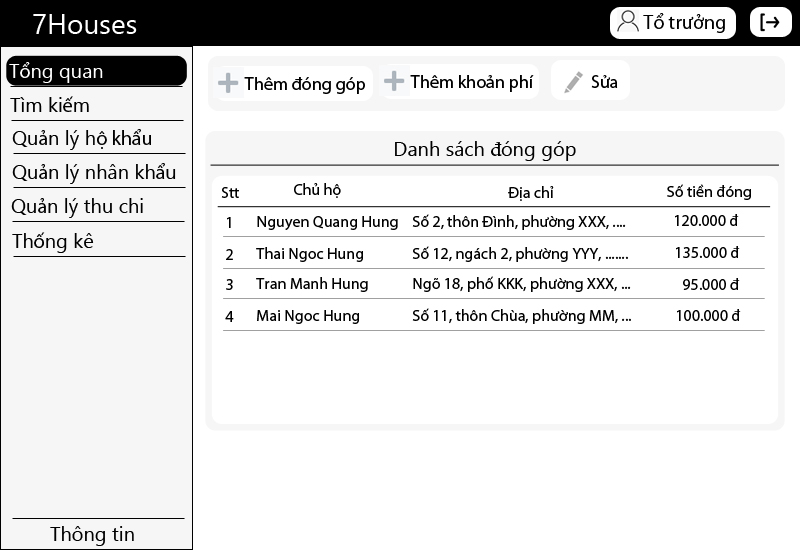 7Houses
Tổ trưởng
Tổng quan
Tìm kiếm
Quản lý hộ khẩu
Quản lý nhân khẩu
Quản lý thu chi
Thống kê
Thông tin
Thêm đóng góp Thêm khoản phí Sửa
Danh sách đóng góp
Stt Chủ hộ Địa chỉ Số tiền đóng
1 Nguyen Quang Hung Số 2, thôn Đình, phường XXX, .... 120.000 đ
2 Thai Ngoc Hung Số 12, ngách 2, phường YYY, ....... 135.000 đ
3 Tran Manh Hung Ngõ 18, phố KKK, phường XXX, ... 95.000 đ
4 Mai Ngoc Hung Số 11, thôn Chùa, phường MM, ... 100.000 đ